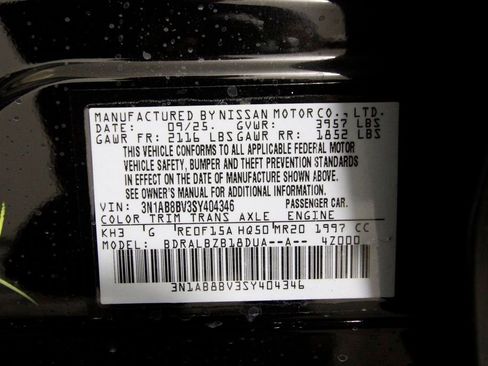 MANUFACTURED BY NISSAN MOTOR CO., LTD.
DATE: 09/25. GVWR: 3957 LBS
GAWR FR: 2116 LBS GAWR RR: 1852 LBS
THIS VEHICLE CONFORMS TO ALL APPLICABLE FEDERAL MOTOR
VEHICLE SAFETY, BUMPER AND THEFT PREVENTION STANDARDS
IN EFFECT ON THE DATE OF MANUFACTURE SHOWN ABOVE.
SEE OWNER'S MANUAL FOR ADDITIONAL INFORMATION.
VIN: 3N1AB8BV3SY404346 PASSENGER CAR.
COLOR TRIM TRANS AXLE ENGINE
KH3 G RE0F15A HQ50 MR20 1997 CC
MODEL: BDRALBZB18DUA--A-- 4Z000
3N1AB8BV3SY404346